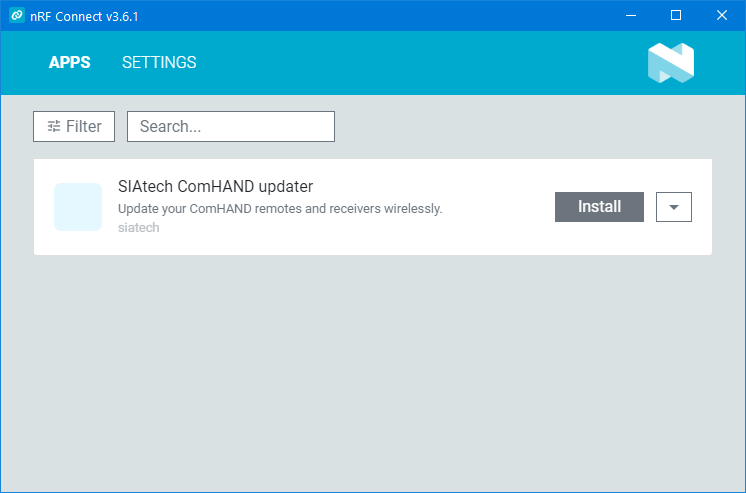 nRF Connect v3.6.1
APPS SETTINGS
Filter Search...
SIAtech ComHAND updater
Update your ComHAND remotes and receivers wirelessly.
siatech
Install